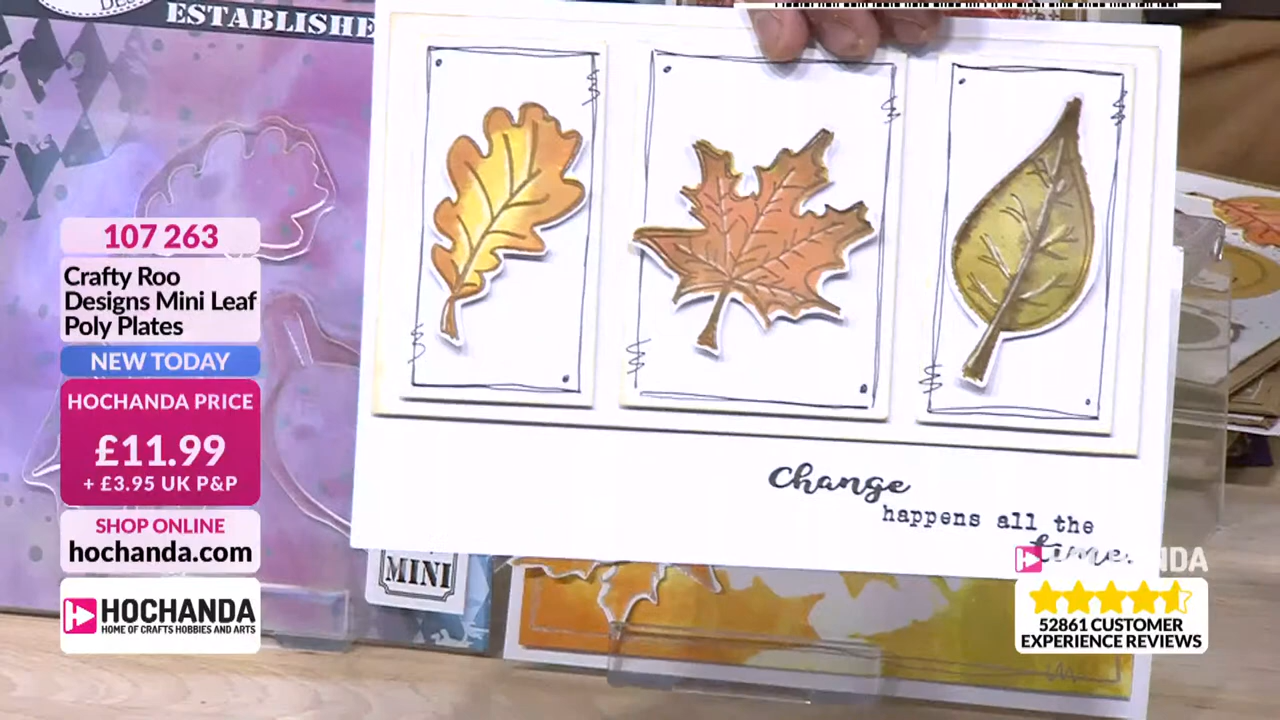 ESTABLISHE
107 263
Crafty Roo
Designs Mini Leaf
Poly Plates
NEW TODAY
HOCHANDA PRICE
£11.99
+ £3.95 UK P&P
SHOP ONLINE
hochanda.com
HOCHANDA
HOME OF CRAFTS HOBBIES AND ARTS
Change
happens all the
time.
MINI
52861 CUSTOMER
EXPERIENCE REVIEWS